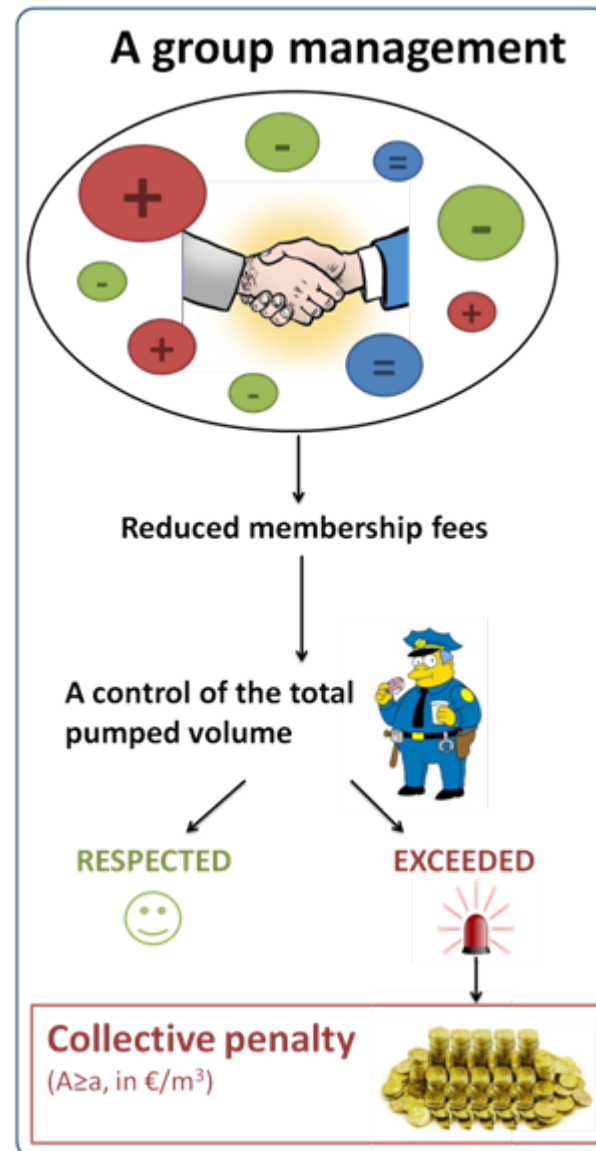 A group management
-
=
+
-
-
+
+
=
-
Reduced membership fees
A control of the total
pumped volume
RESPECTED
EXCEEDED
Collective penalty
(A≥a, in €/m³)